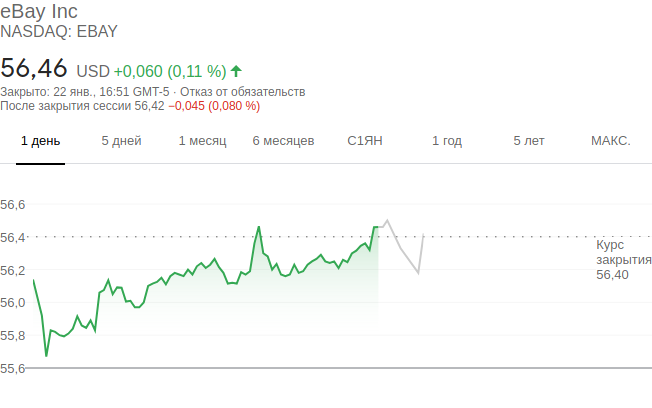 eBay Inc
NASDAQ: EBAY
56,46 USD +0,060 (0,11 %)
Закрыто: 22 янв., 16:51 GMT-5 · Отказ от обязательств
После закрытия сессии 56,42 −0,045 (0,080 %)
1 день 5 дней 1 месяц 6 месяцев С1ЯН 1 год 5 лет МАКС.
56,6
56,4
Курс
закрытия
56,40
56,2
56,0
55,8
55,6